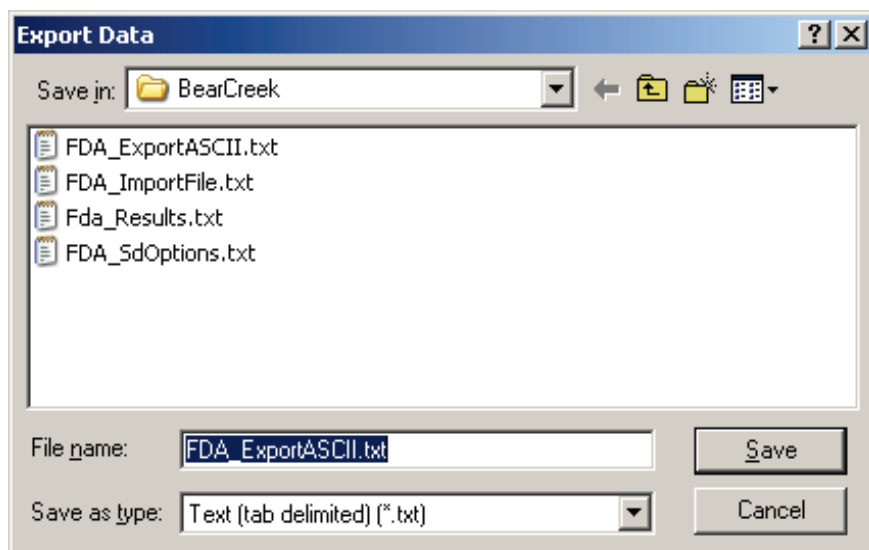 Export Data
Save in: BearCreek
FDA_ExportASCII.txt
FDA_ImportFile.txt
Fda_Results.txt
FDA_SdOptions.txt
File name: FDA_ExportASCII.txt
Save
Save as type: Text (tab delimited) (*.txt)
Cancel